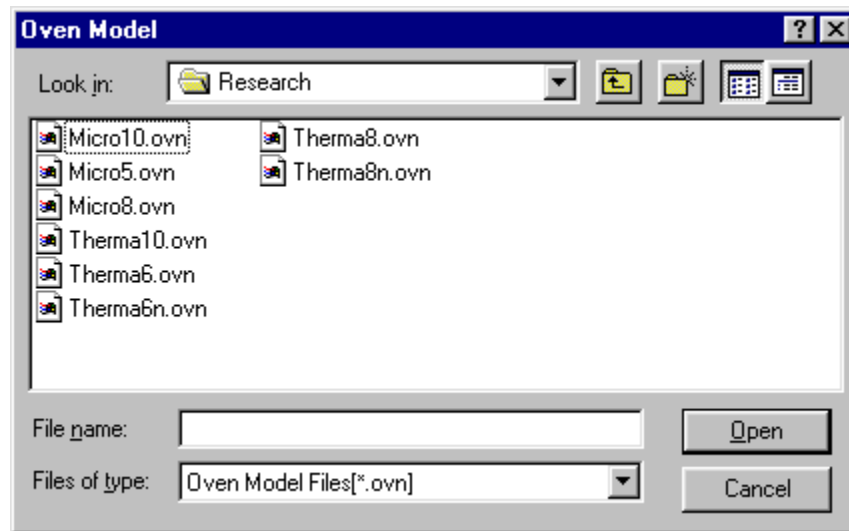 Oven Model
Look in: Research
Micro10.ovn
Micro5.ovn
Micro8.ovn
Therma10.ovn
Therma6.ovn
Therma6n.ovn
Therma8.ovn
Therma8n.ovn
File name:
Open
Files of type: Oven Model Files[*.ovn]
Cancel